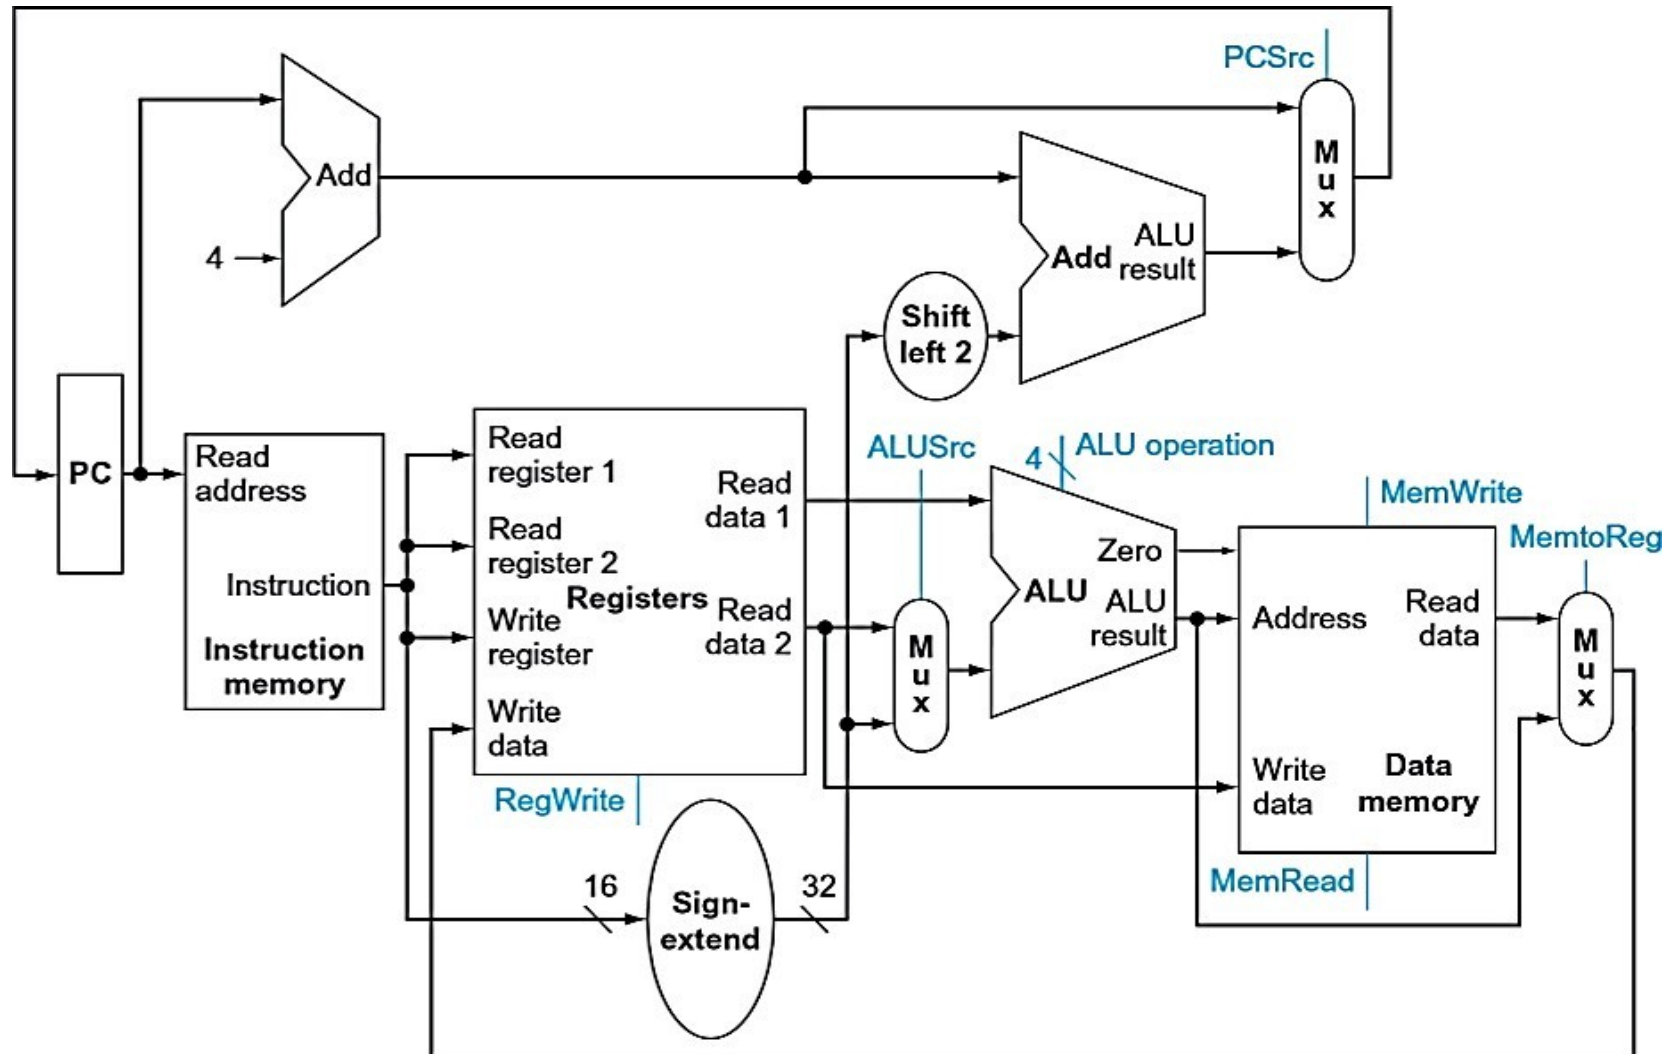 PCSrc
M
u
x
Add
4
ALU
Add result
Shift
left 2
PC
Read
address
Instruction
Instruction
memory
Read
register 1
Read
register 2
Registers
Write
register
Write
data
Read
data 1
Read
data 2
RegWrite
16
Sign-
extend
32
ALUSrc
M
u
x
4
ALU operation
Zero
ALU
ALU
result
MemWrite
Address
Read
data
Write
data
Data
memory
MemRead
MemtoReg
M
u
x